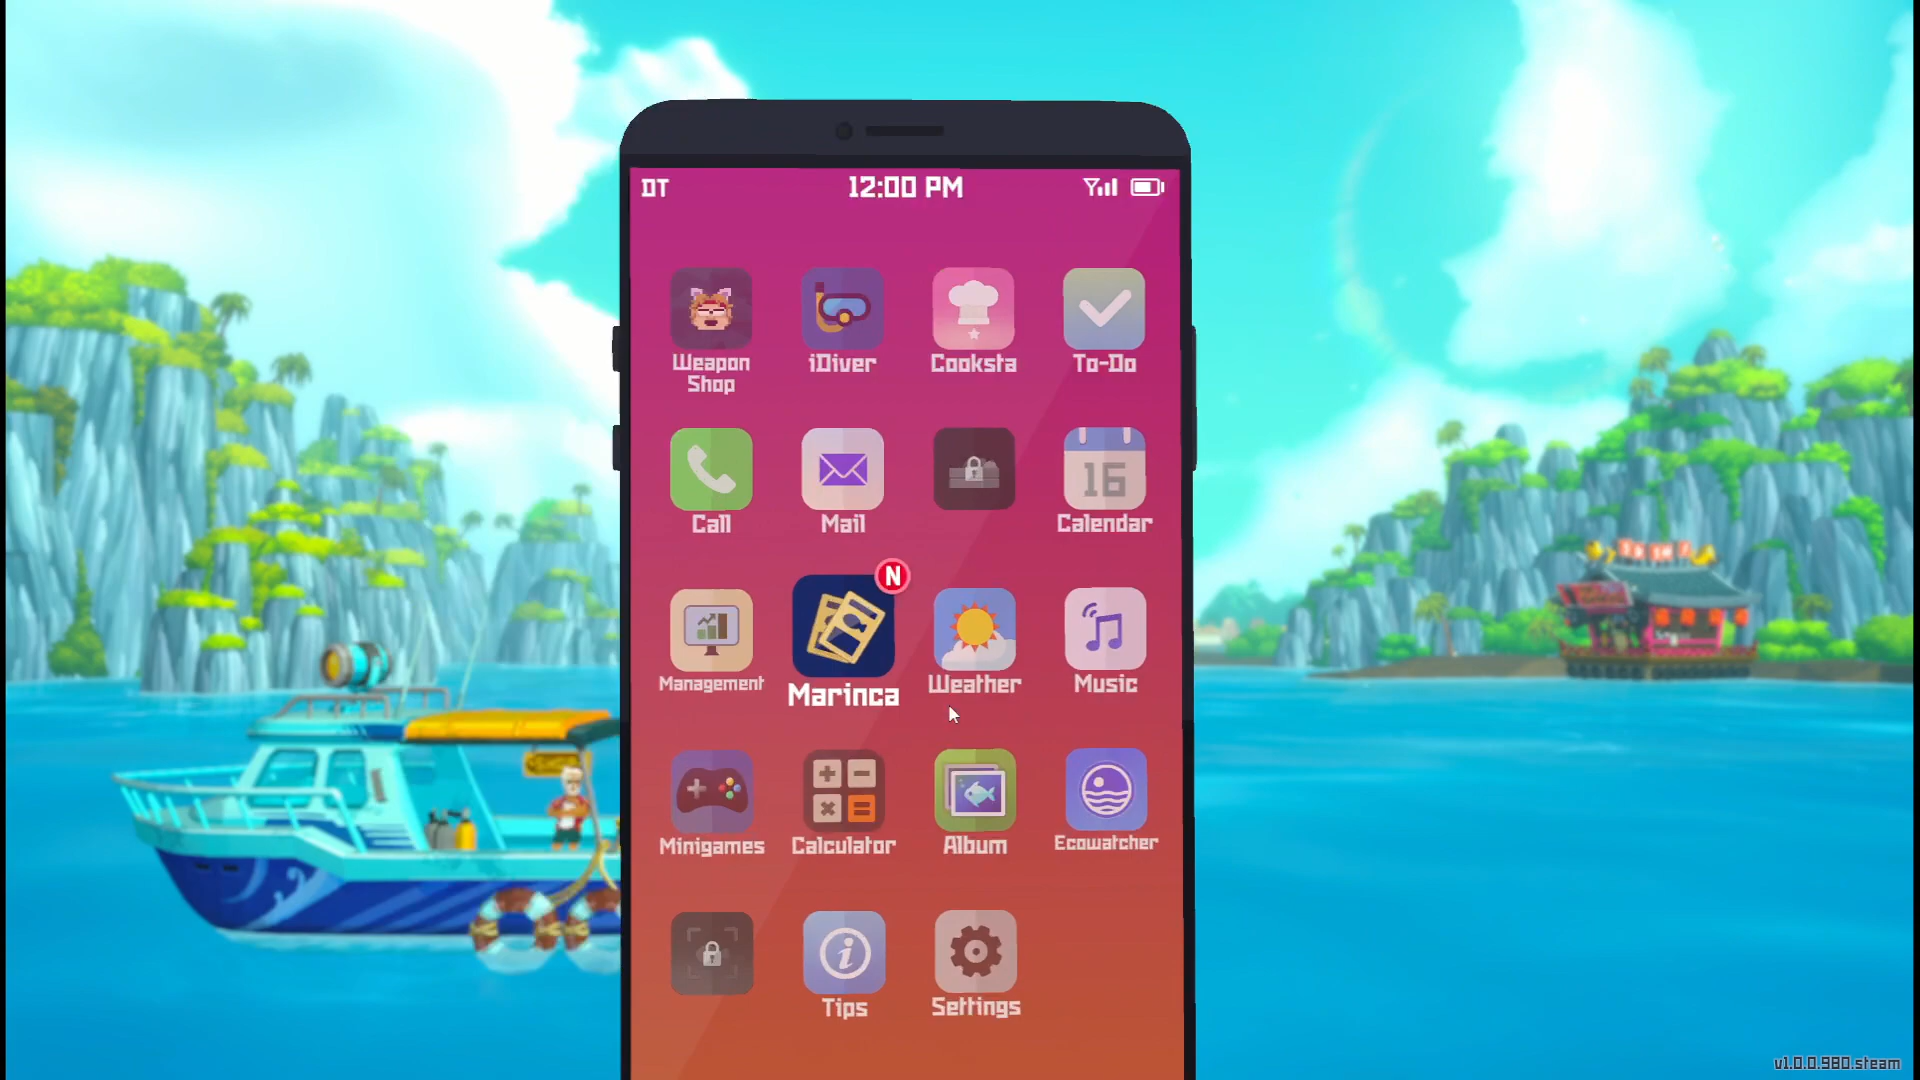 DT
12:00 PM
Weapon
Shop
iDiver
Cooksta
To-Do
Call
Mail
16
Calendar
N
Management
Marinca
Weather
Music
Minigames
Calculator
Album
Ecowatcher
Tips
Settings
v1.0.0.980.steam